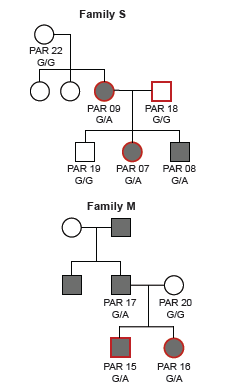 Family S
PAR 22
G/G
PAR 09 PAR 18
G/A G/G
PAR 19 PAR 07 PAR 08
G/G G/A G/A
Family M
PAR 17 PAR 20
G/A G/G
PAR 15 PAR 16
G/A G/A